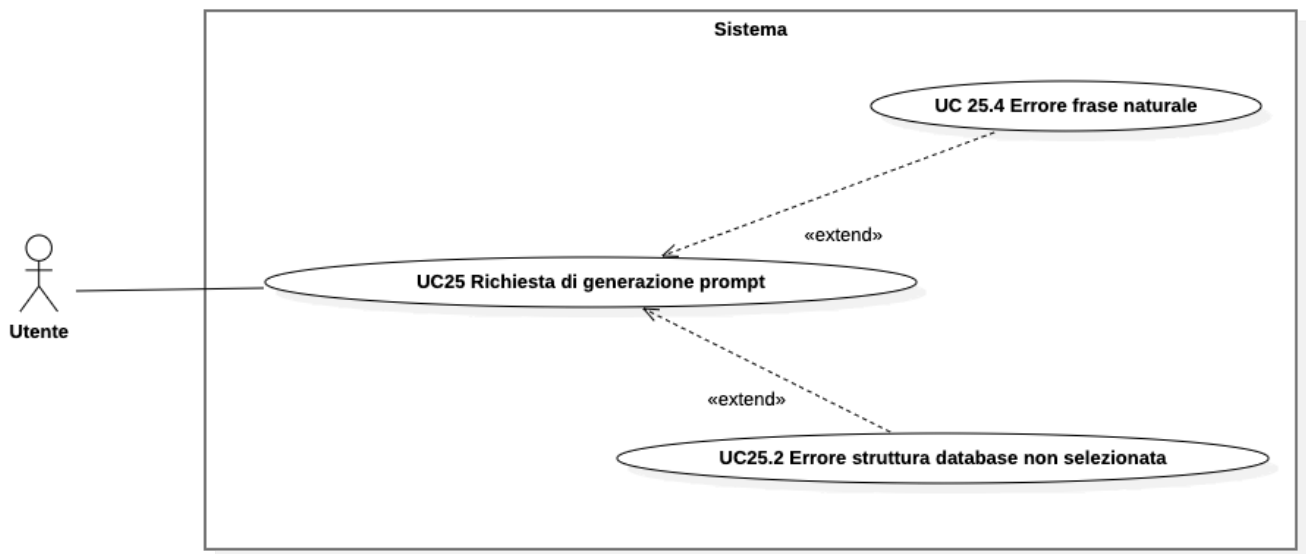 Sistema
UC 25.4 Errore frase naturale
«extend»
UC25 Richiesta di generazione prompt
Utente
«extend»
UC25.2 Errore struttura database non selezionata